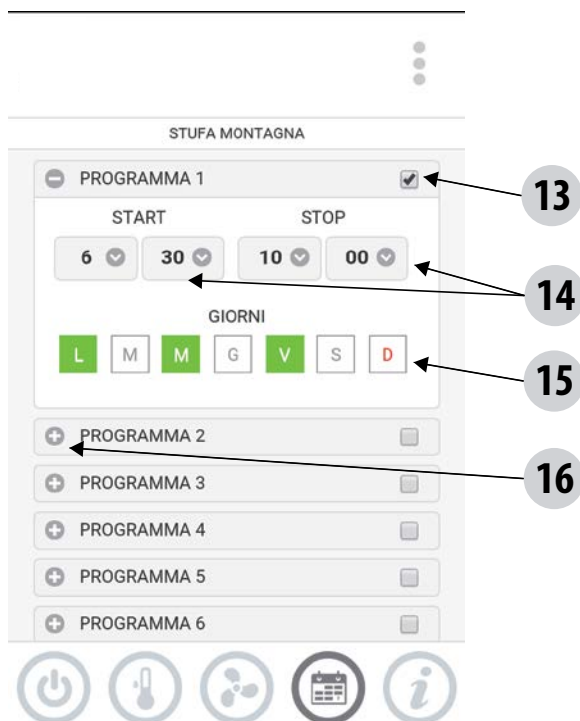 STUFA MONTAGNA
PROGRAMMA 1
13
START STOP
6 30 10 00
14
GIORNI
L M M G V S D
15
PROGRAMMA 2
16
PROGRAMMA 3
PROGRAMMA 4
PROGRAMMA 5
PROGRAMMA 6
i